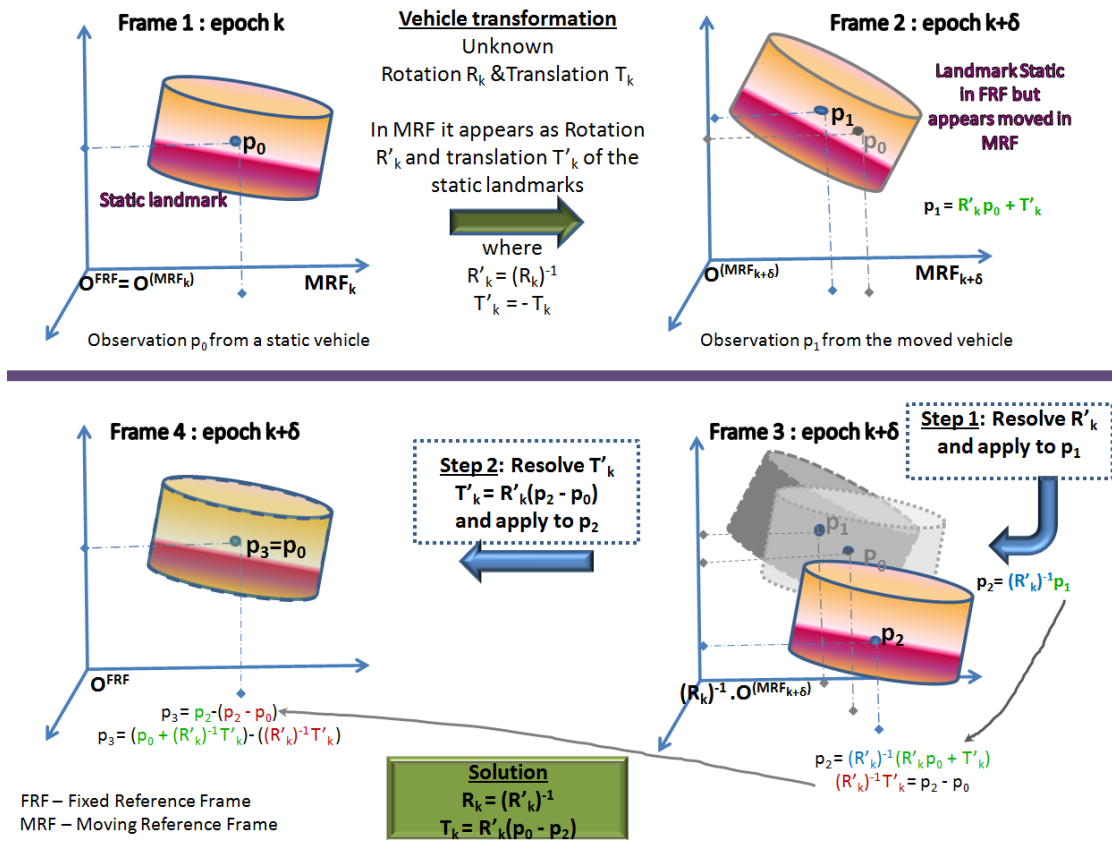 Frame 1 : epoch k
p₀
Static landmark
O^FRF = O^(MRFₖ)
MRFₖ
Observation p₀ from a static vehicle
Vehicle transformation
Unknown
Rotation Rₖ &Translation Tₖ
In MRF it appears as Rotation
R'ₖ and translation T'ₖ of the
static landmarks
where
R'ₖ = (Rₖ)⁻¹
T'ₖ = - Tₖ
Frame 2 : epoch k+δ
Landmark Static
in FRF but
appears moved in
MRF
p₁
p₀
p₁ = R'ₖ p₀ + T'ₖ
O^(MRFₖ₊δ)
MRFₖ₊δ
Observation p₁ from the moved vehicle
Frame 4 : epoch k+δ
p₃=p₀
O^FRF
p₃= p₂-(p₂ - p₀)
p₃= (p₀ + (R'ₖ)⁻¹T'ₖ)-((R'ₖ)⁻¹T'ₖ)
Step 2: Resolve T'ₖ
T'ₖ = R'ₖ(p₂ - p₀)
and apply to p₂
Frame 3 : epoch k+δ
Step 1: Resolve R'ₖ
and apply to p₁
p₁
P₀
p₂
p₂= (R'ₖ)⁻¹p₁
(Rₖ)⁻¹ .O^(MRFₖ₊δ)
p₂= (R'ₖ)⁻¹(R'ₖ p₀ + T'ₖ)
(R'ₖ)⁻¹T'ₖ = p₂ - p₀
Solution
Rₖ = (R'ₖ)⁻¹
Tₖ = R'ₖ(p₀ - p₂)
FRF – Fixed Reference Frame
MRF – Moving Reference Frame